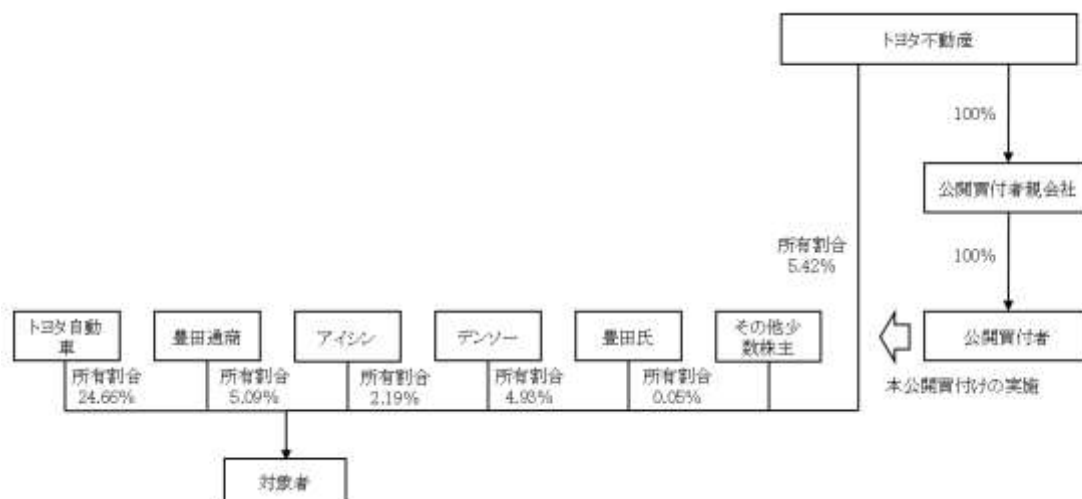 トヨタ不動産
100%
公開買付者親会社
所有割合
5.42%
100%
トヨタ自動
車
豊田通商
アイシン
デンソー
豊田氏
その他少
数株主
公開買付者
所有割合
24.66%
所有割合
5.09%
所有割合
2.19%
所有割合
4.93%
所有割合
0.05%
本公開買付けの実施
対象者